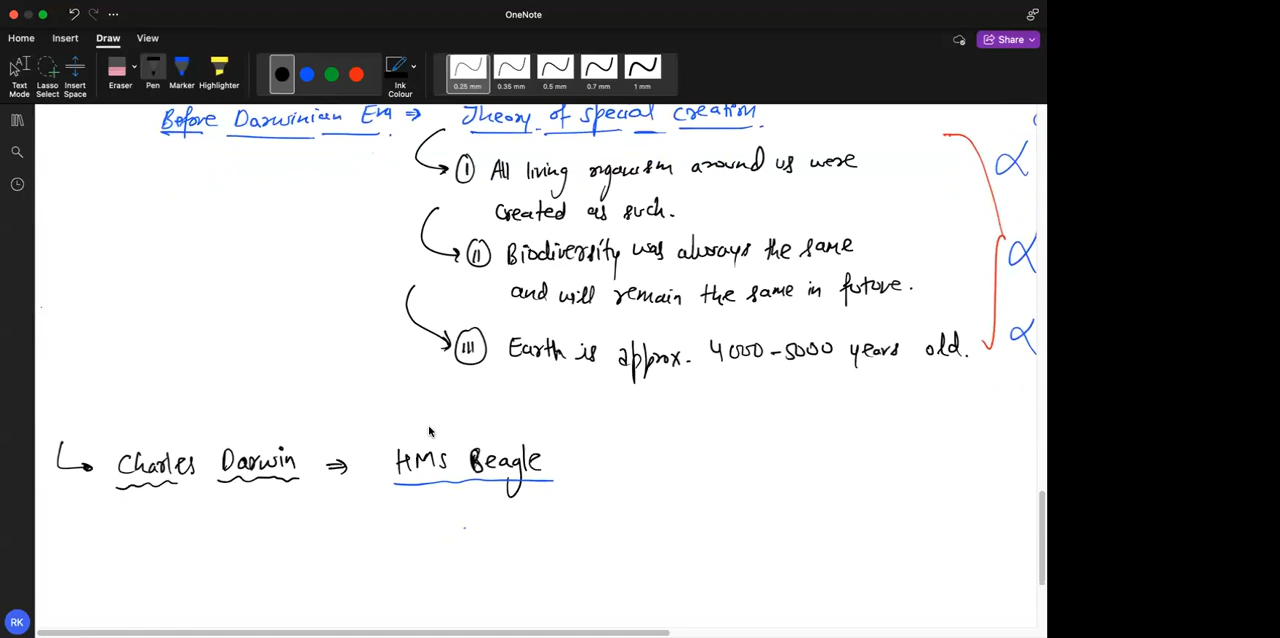 OneNote
Home Insert Draw View
Share
Text Mode
Lasso Select
Insert Space
Eraser
Pen
Marker
Highlighter
Ink Colour
0.25 mm
0.35 mm
0.5 mm
0.7 mm
1 mm
Before Darwinian Era ⇒ Theory of special creation.
(I) All living organism around us were
created as such.
(II) Biodiversity was always the same
and will remain the same in future.
(III) Earth is approx. 4000-5000 years old.
Charles Darwin ⇒ HMS Beagle
RK